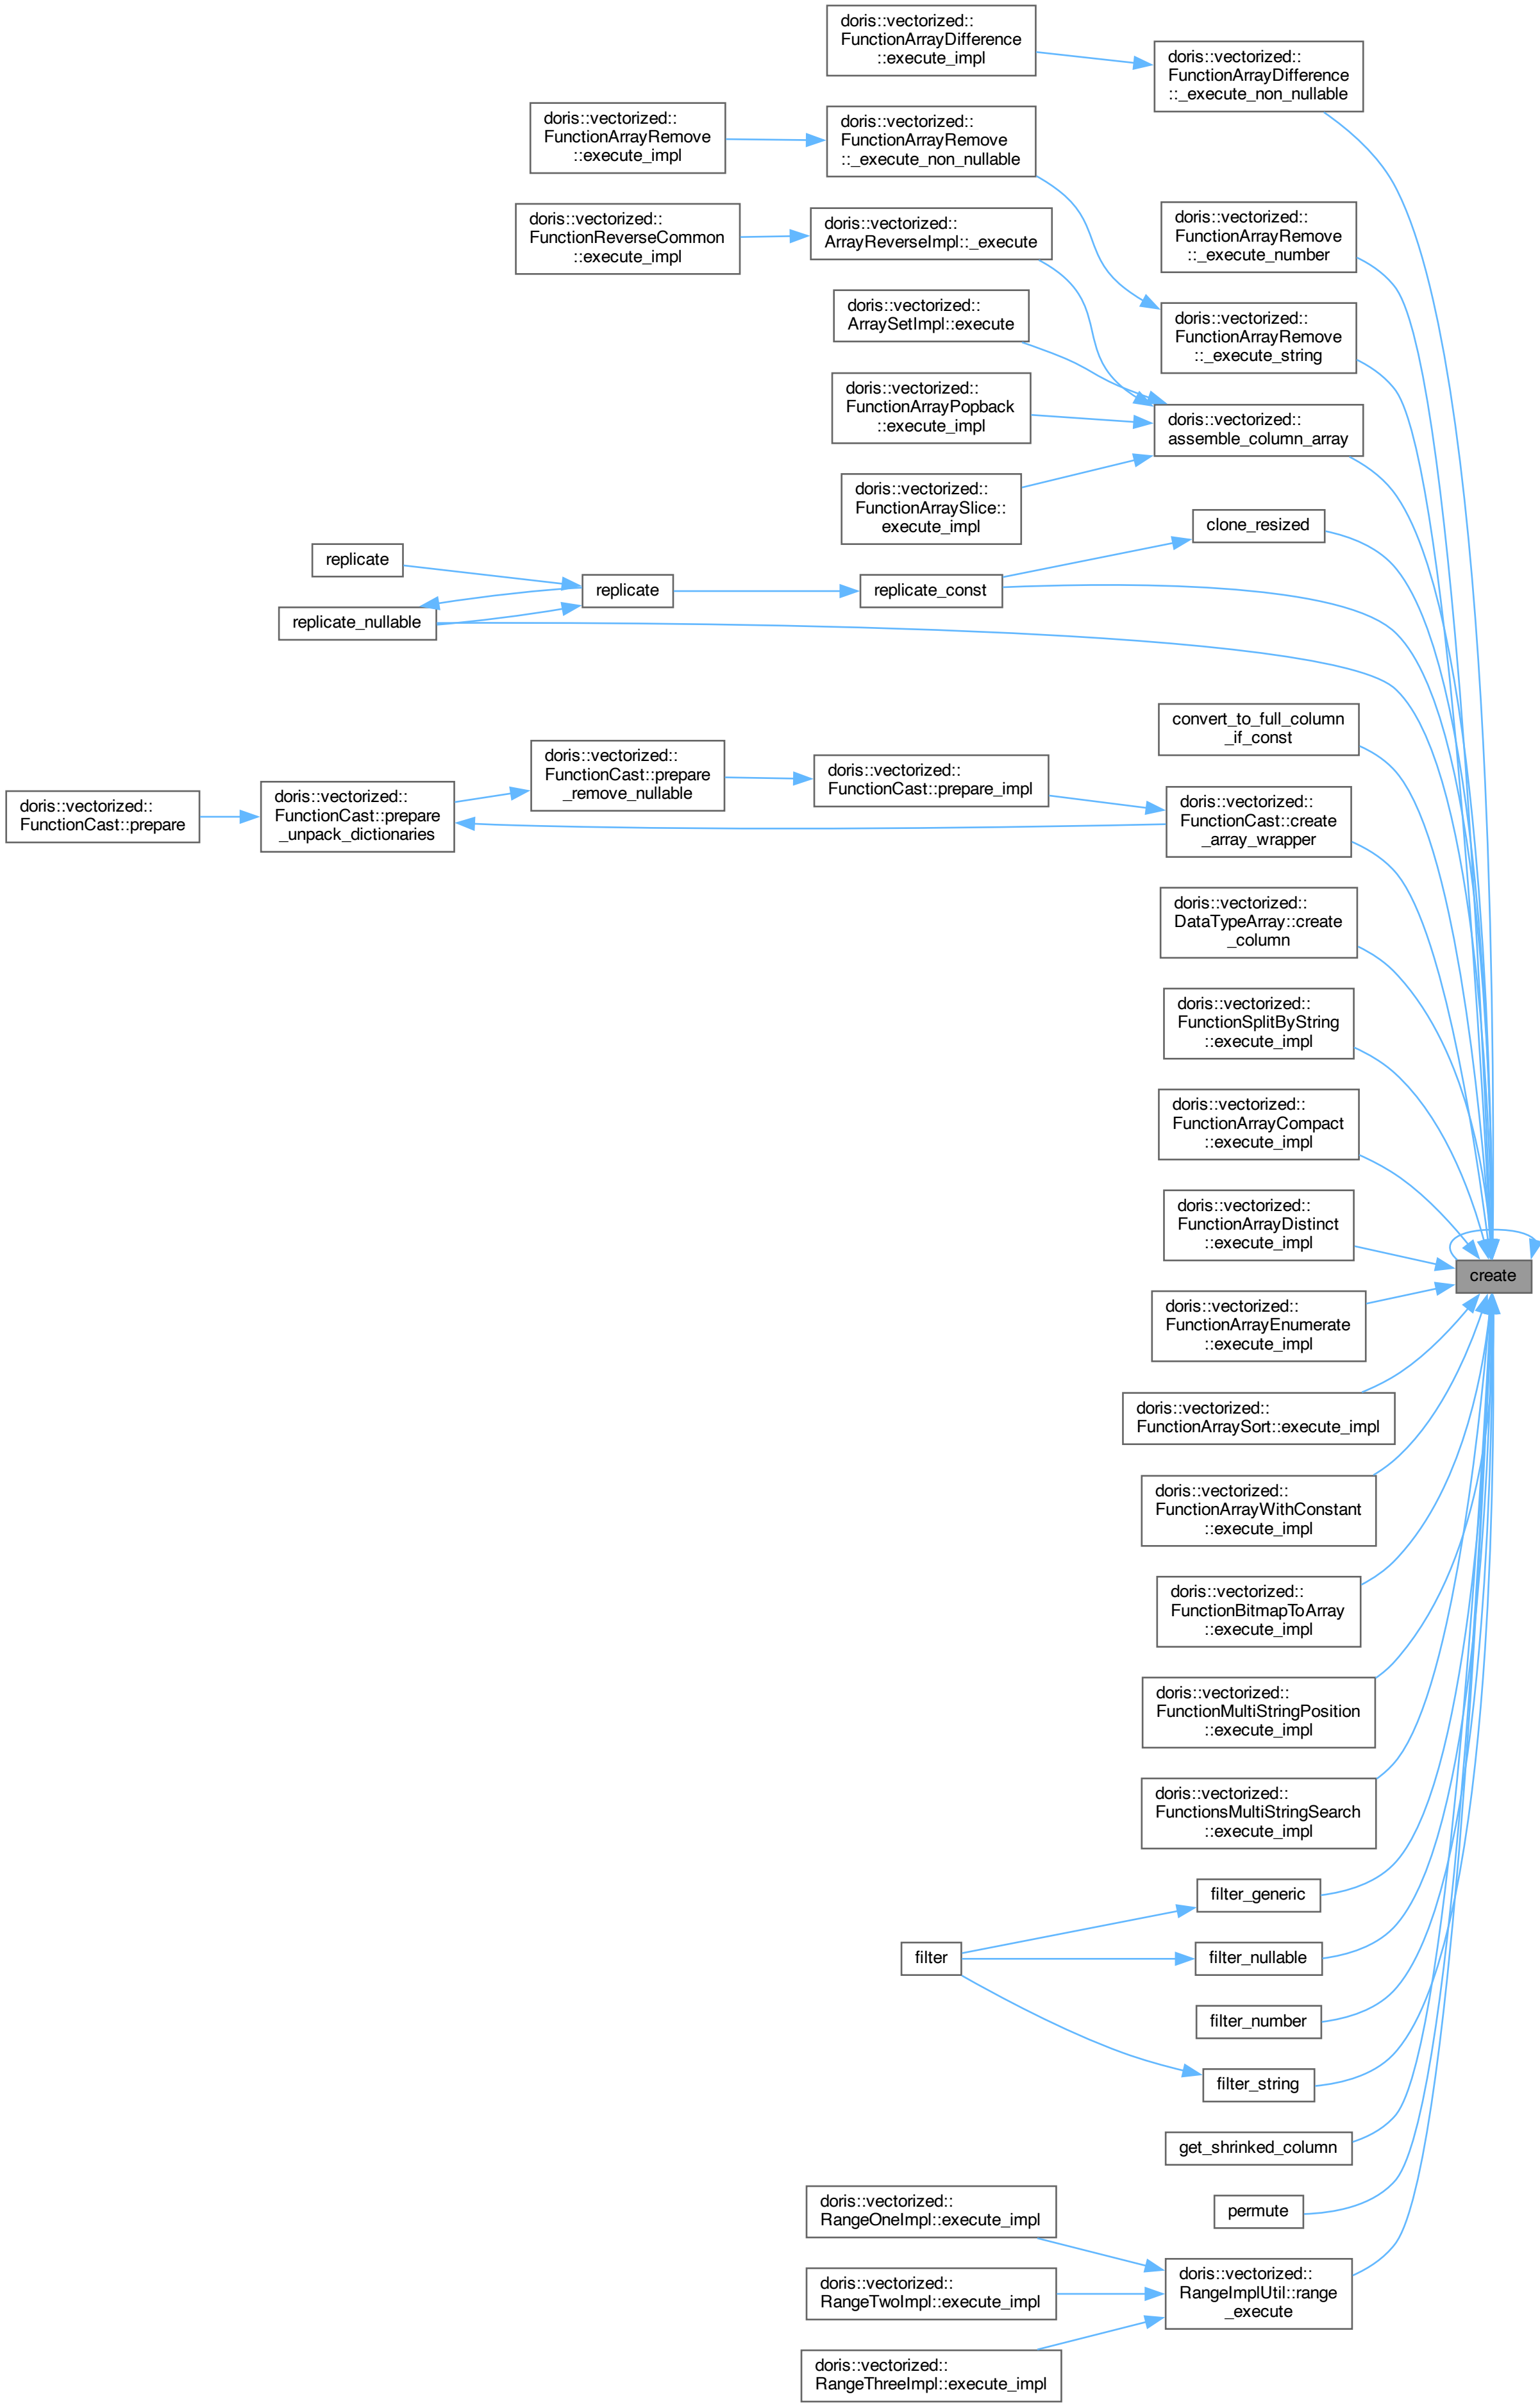 doris::vectorized::
FunctionArrayDifference
::execute_impl
doris::vectorized::
FunctionArrayDifference
::_execute_non_nullable
doris::vectorized::
FunctionArrayRemove
::execute_impl
doris::vectorized::
FunctionArrayRemove
::_execute_non_nullable
doris::vectorized::
FunctionReverseCommon
::execute_impl
doris::vectorized::
ArrayReverseImpl::_execute
doris::vectorized::
FunctionArrayRemove
::_execute_number
doris::vectorized::
ArraySetImpl::execute
doris::vectorized::
FunctionArrayRemove
::_execute_string
doris::vectorized::
FunctionArrayPopback
::execute_impl
doris::vectorized::
assemble_column_array
doris::vectorized::
FunctionArraySlice::
execute_impl
clone_resized
replicate
replicate
replicate_const
replicate_nullable
convert_to_full_column
_if_const
doris::vectorized::
FunctionCast::prepare
doris::vectorized::
FunctionCast::prepare
_unpack_dictionaries
doris::vectorized::
FunctionCast::prepare
_remove_nullable
doris::vectorized::
FunctionCast::prepare_impl
doris::vectorized::
FunctionCast::create
_array_wrapper
doris::vectorized::
DataTypeArray::create
_column
doris::vectorized::
FunctionSplitByString
::execute_impl
doris::vectorized::
FunctionArrayCompact
::execute_impl
doris::vectorized::
FunctionArrayDistinct
::execute_impl
create
doris::vectorized::
FunctionArrayEnumerate
::execute_impl
doris::vectorized::
FunctionArraySort::execute_impl
doris::vectorized::
FunctionArrayWithConstant
::execute_impl
doris::vectorized::
FunctionBitmapToArray
::execute_impl
doris::vectorized::
FunctionMultiStringPosition
::execute_impl
doris::vectorized::
FunctionsMultiStringSearch
::execute_impl
filter_generic
filter
filter_nullable
filter_number
filter_string
get_shrinked_column
permute
doris::vectorized::
RangeOneImpl::execute_impl
doris::vectorized::
RangeTwoImpl::execute_impl
doris::vectorized::
RangeImplUtil::range
_execute
doris::vectorized::
RangeThreeImpl::execute_impl